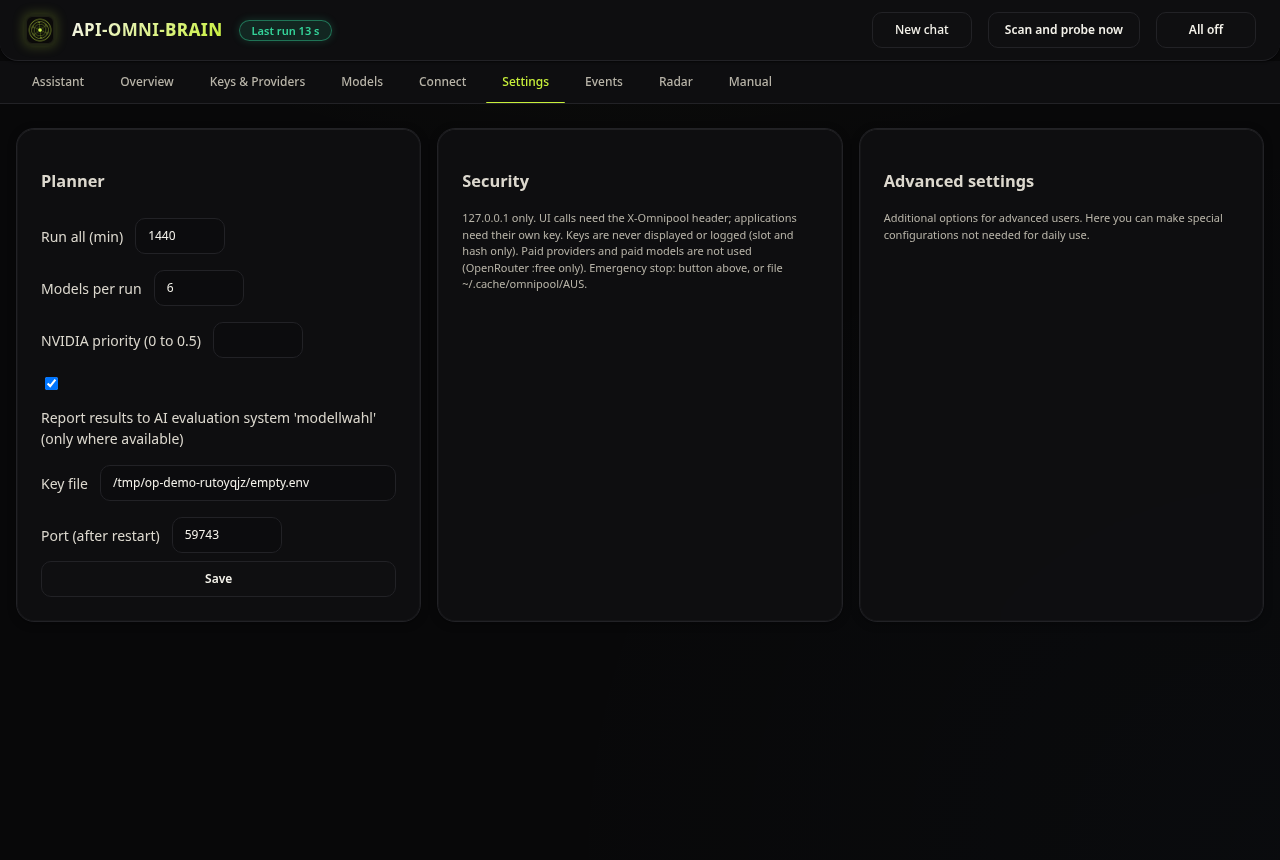 API-OMNI-BRAIN
Last run 13 s
New chat
Scan and probe now
All off
Assistant
Overview
Keys & Providers
Models
Connect
Settings
Events
Radar
Manual
Planner
Run all (min)
1440
Models per run
6
NVIDIA priority (0 to 0.5)
Report results to AI evaluation system 'modellwahl'
(only where available)
Key file
/tmp/op-demo-rutoyqjz/empty.env
Port (after restart)
59743
Save
Security
127.0.0.1 only. UI calls need the X-Omnipool header; applications
need their own key. Keys are never displayed or logged (slot and
hash only). Paid providers and paid models are not used
(OpenRouter :free only). Emergency stop: button above, or file
~/.cache/omnipool/AUS.
Advanced settings
Additional options for advanced users. Here you can make special
configurations not needed for daily use.